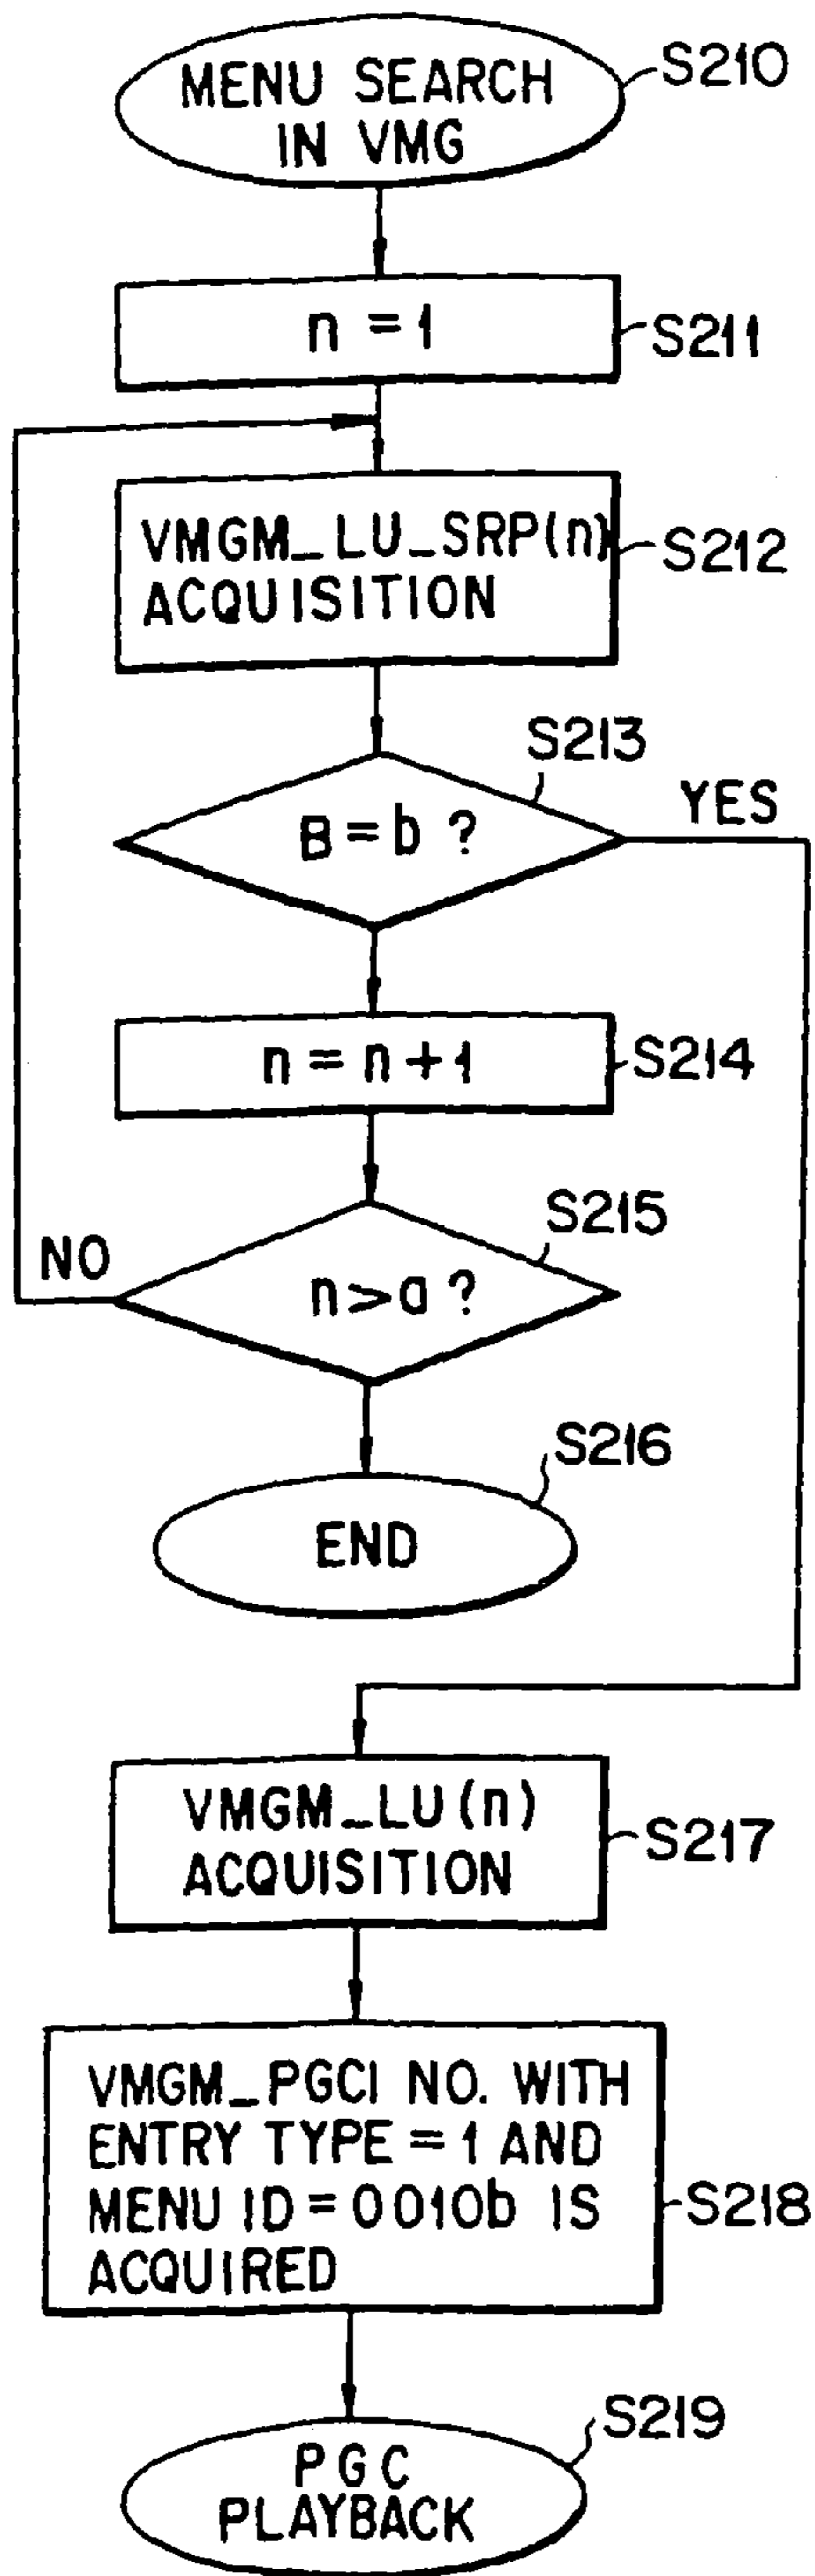 MENU SEARCH
IN VMG
S210
n = 1
S211
VMGM_LU_SRP(n)
ACQUISITION
S212
S213
B = b ?
YES
n = n + 1
S214
S215
NO
n > a ?
S216
END
VMGM_LU(n)
ACQUISITION
S217
VMGM_PGCI NO. WITH
ENTRY TYPE = 1 AND
MENU ID = 0010b IS
ACQUIRED
S218
S219
PGC
PLAYBACK